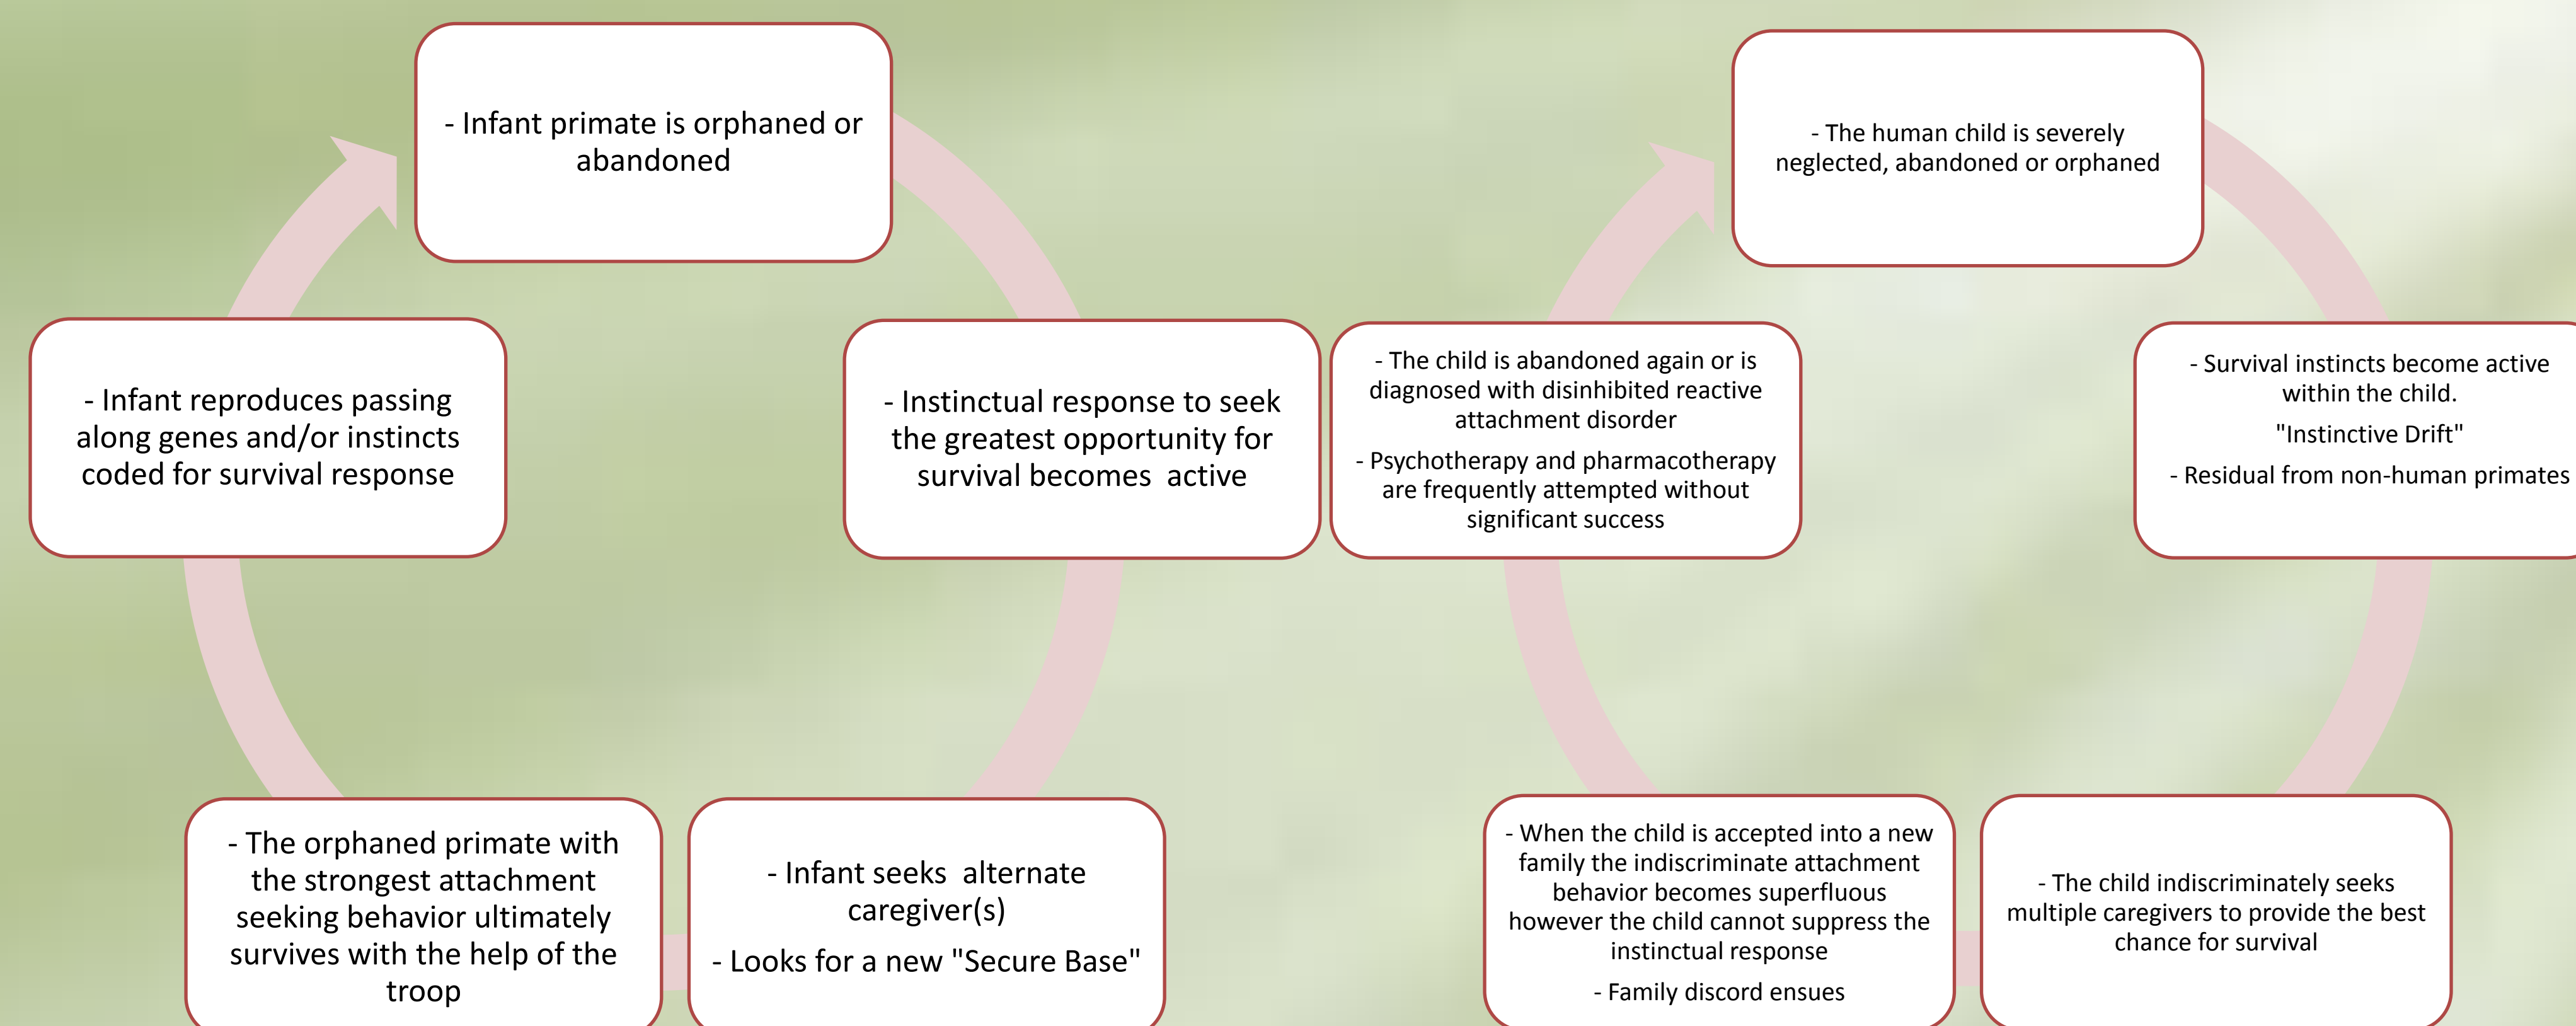 - Infant primate is orphaned or
abandoned
- Instinctual response to seek
the greatest opportunity for
survival becomes  active
- Infant seeks  alternate
caregiver(s)
- Looks for a new "Secure Base"
- The orphaned primate with
the strongest attachment
seeking behavior ultimately
survives with the help of the
troop
- Infant reproduces passing
along genes and/or instincts
coded for survival response
- The human child is severely
neglected, abandoned or orphaned
- Survival instincts become active
within the child.
"Instinctive Drift"
- Residual from non-human primates
- The child indiscriminately seeks
multiple caregivers to provide the best
chance for survival
- When the child is accepted into a new
family the indiscriminate attachment
behavior becomes superfluous
however the child cannot suppress the
instinctual response
- Family discord ensues
- The child is abandoned again or is
diagnosed with disinhibited reactive
attachment disorder
- Psychotherapy and pharmacotherapy
are frequently attempted without
significant success